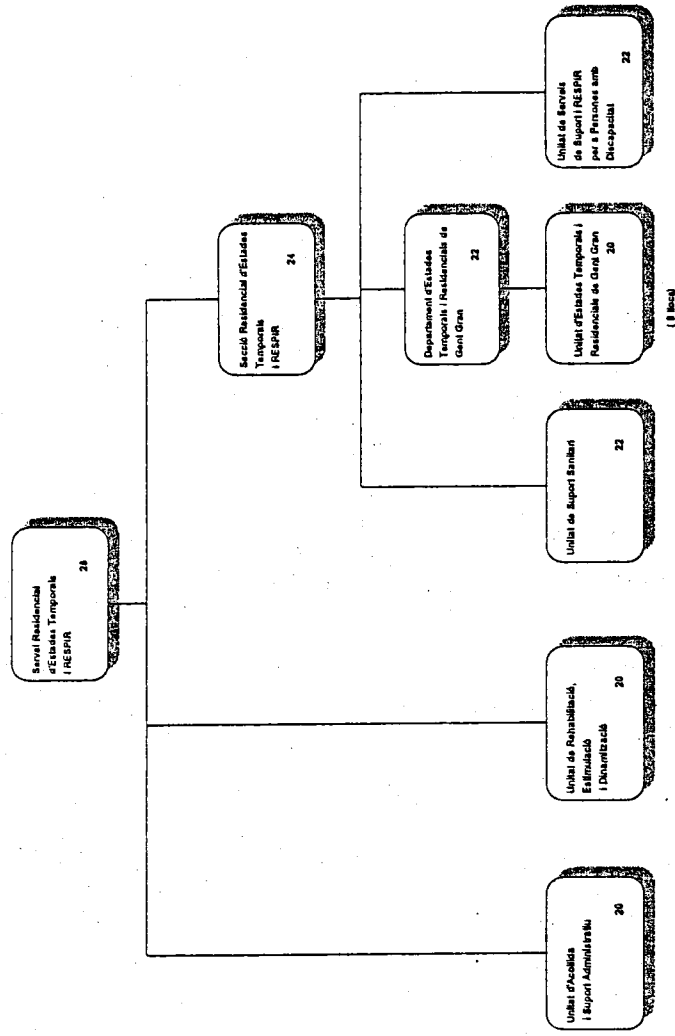 Servei Residencial
d'Estades Temporals
i RESPIR
26
Secció Residencial d'Estades
Temporals
i RESPIR
24
Departament d'Estades
Temporals i Residencials de
Gent Gran
22
Unitat d'Acollida
i Suport Administratiu
20
Unitat de Rehabilitació,
Estimulació
i Dinamització
20
Unitat de Suport Sanitari
22
Unitat d'Estades Temporals i
Residencials de Gent Gran
20
Unitat de Serveis
de Suport i RESPIR
per a Persones amb
Discapacitat
22
llocs)